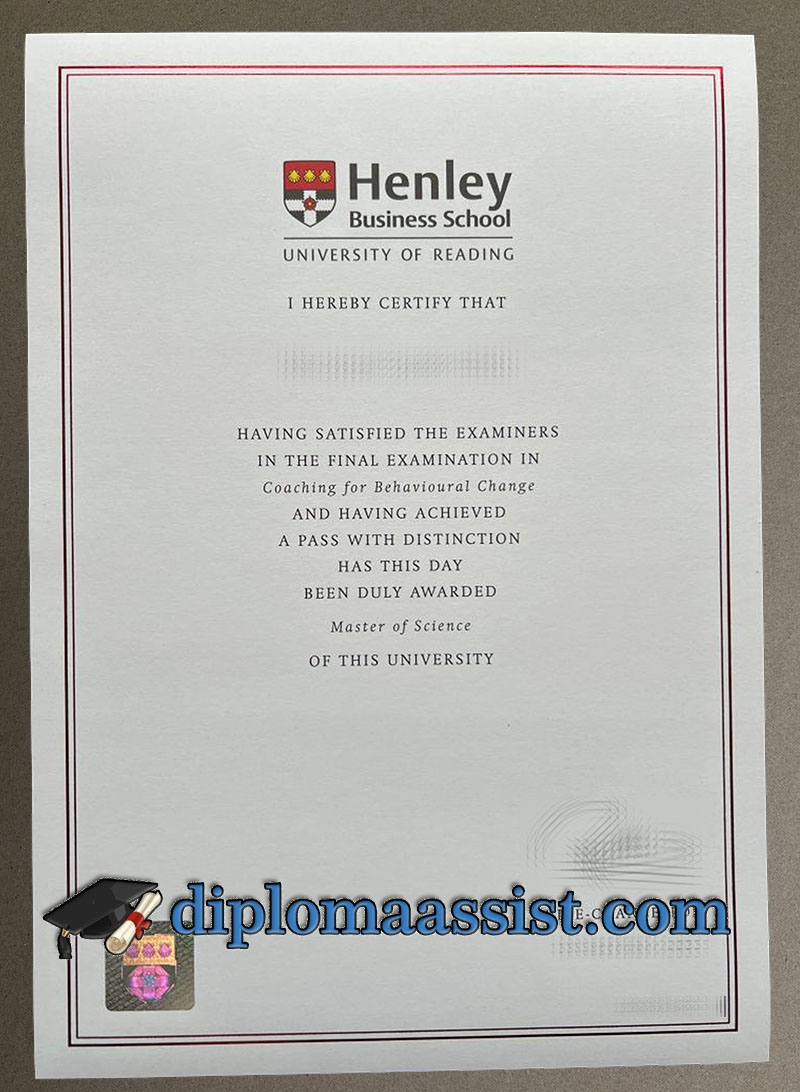 Henley
Business School
UNIVERSITY OF READING
I HEREBY CERTIFY THAT
HAVING SATISFIED THE EXAMINERS
IN THE FINAL EXAMINATION IN
Coaching for Behavioural Change
AND HAVING ACHIEVED
A PASS WITH DISTINCTION
HAS THIS DAY
BEEN DULY AWARDED
Master of Science
OF THIS UNIVERSITY
diplomaassist.com